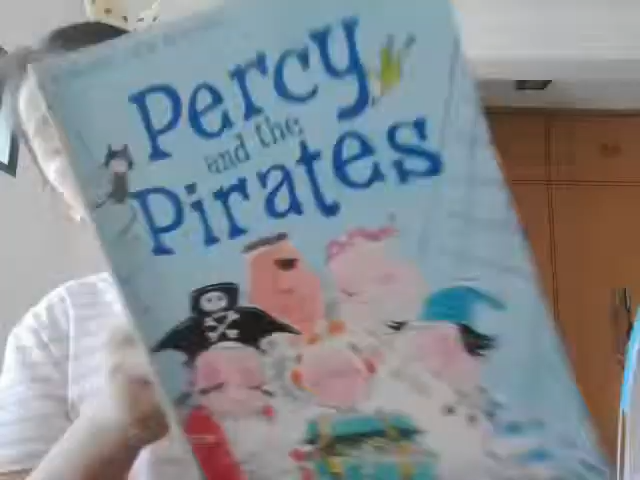 Percy
and the
Pirates